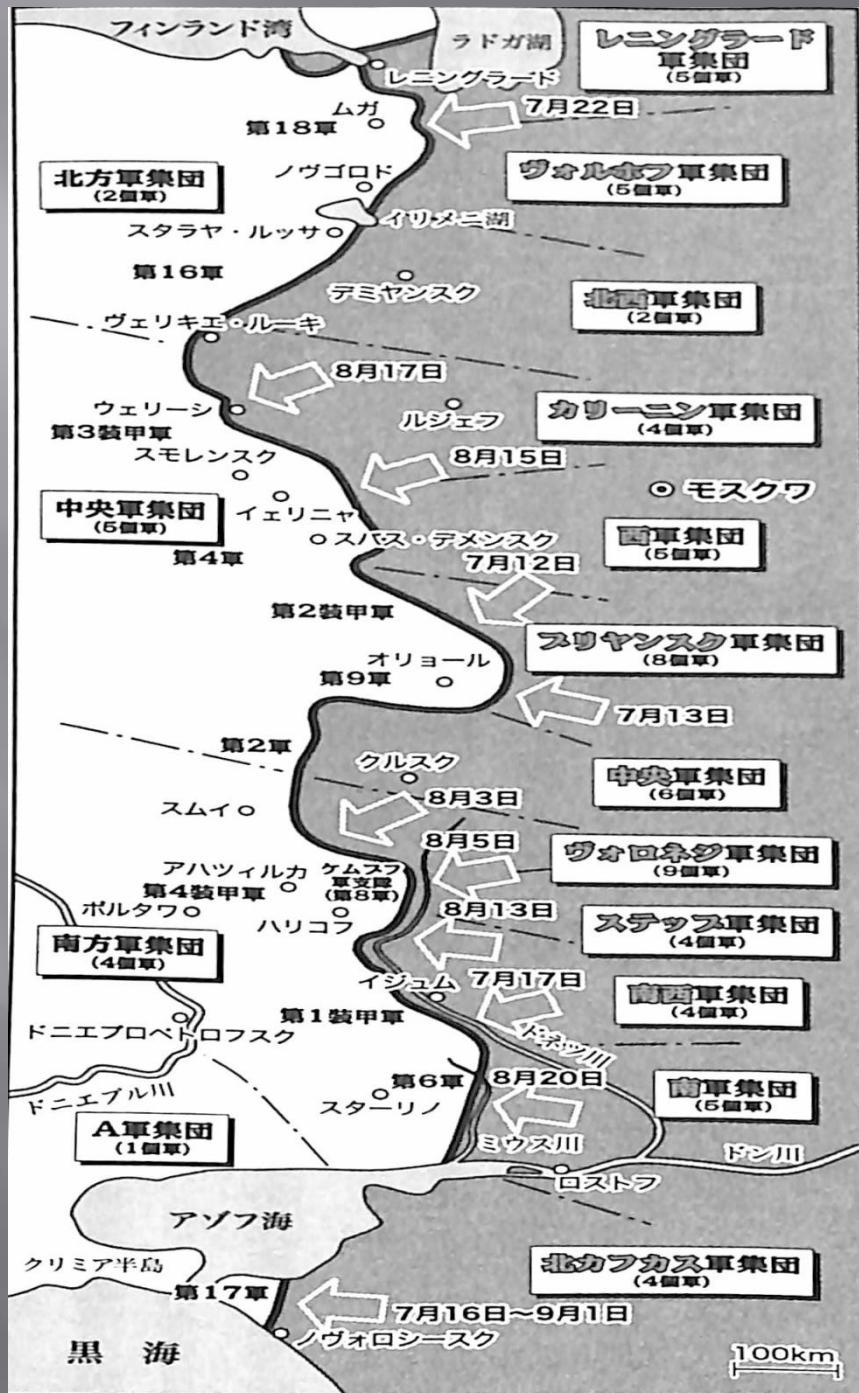 フィンランド湾
ラドガ湖
レニングラード
軍集団
(5個軍)
レニングラード
7月22日
ムガ
第18軍
北方軍集団
(2個軍)
ノヴゴロド
ヴォルホフ軍集団
(5個軍)
イリメニ湖
スタラヤ・ルッサ
第16軍
デミヤンスク
北西軍集団
(2個軍)
ヴェリキエ・ルーキ
8月17日
ウェリーシ
ルジェフ
カリーニン軍集団
(4個軍)
第3装甲軍
スモレンスク
8月15日
モスクワ
中央軍集団
(5個軍)
イェリニャ
西軍集団
(5個軍)
スパス・デメンスク
第4軍
7月12日
第2装甲軍
ブリヤンスク軍集団
(8個軍)
オリョール
第9軍
7月13日
第2軍
クルスク
中央軍集団
(6個軍)
スムイ
8月3日
8月5日
ヴォロネジ軍集団
(9個軍)
アハツィルカ
ケムプフ
軍支隊
(第8軍)
第4装甲軍
ポルタワ
ハリコフ
8月13日
ステップ軍集団
(4個軍)
南方軍集団
(4個軍)
7月17日
イジュム
南西軍集団
(4個軍)
第1装甲軍
ドニエプロペトロフスク
ドネツ川
第6軍
8月20日
スターリノ
南軍集団
(5個軍)
ドニエプル川
A軍集団
(1個軍)
ミウス川
ドン川
ロストフ
アゾフ海
クリミア半島
北カフカス軍集団
(4個軍)
第17軍
7月16日～9月1日
ノヴォロシースク
黒海
100km